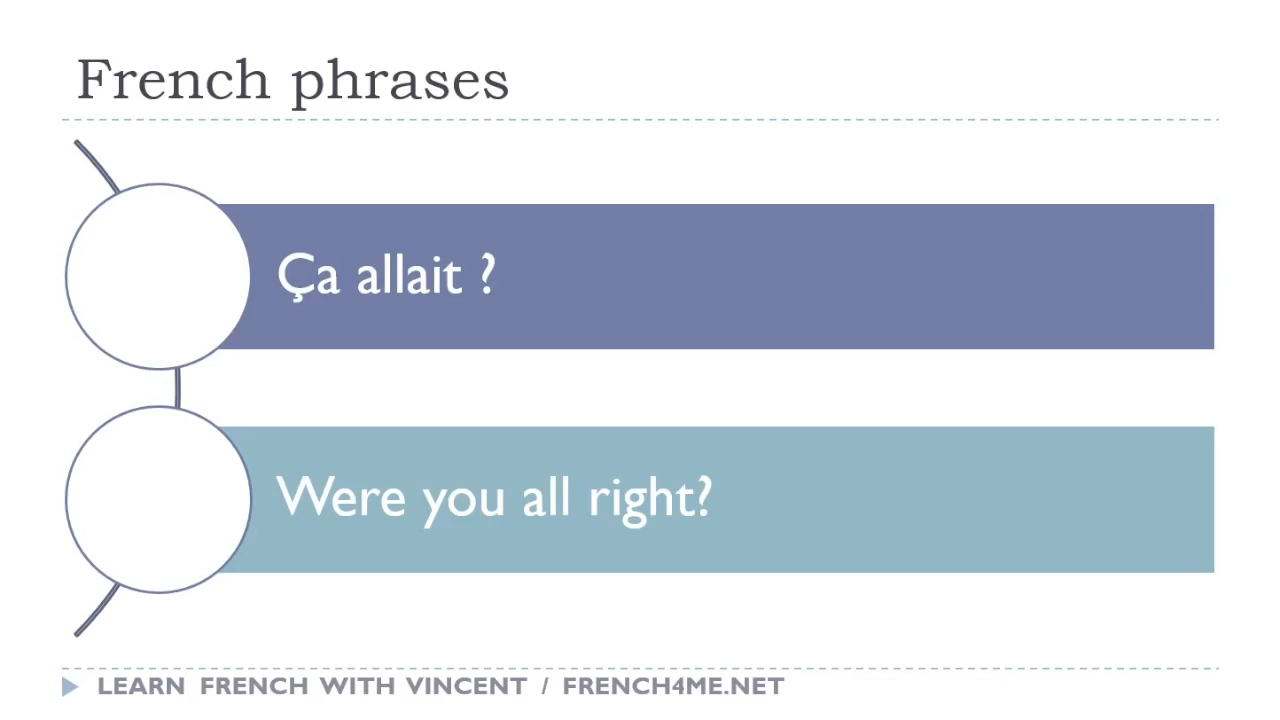 French phrases
Ça allait ?
Were you all right?
LEARN FRENCH WITH VINCENT / FRENCH4ME.NET